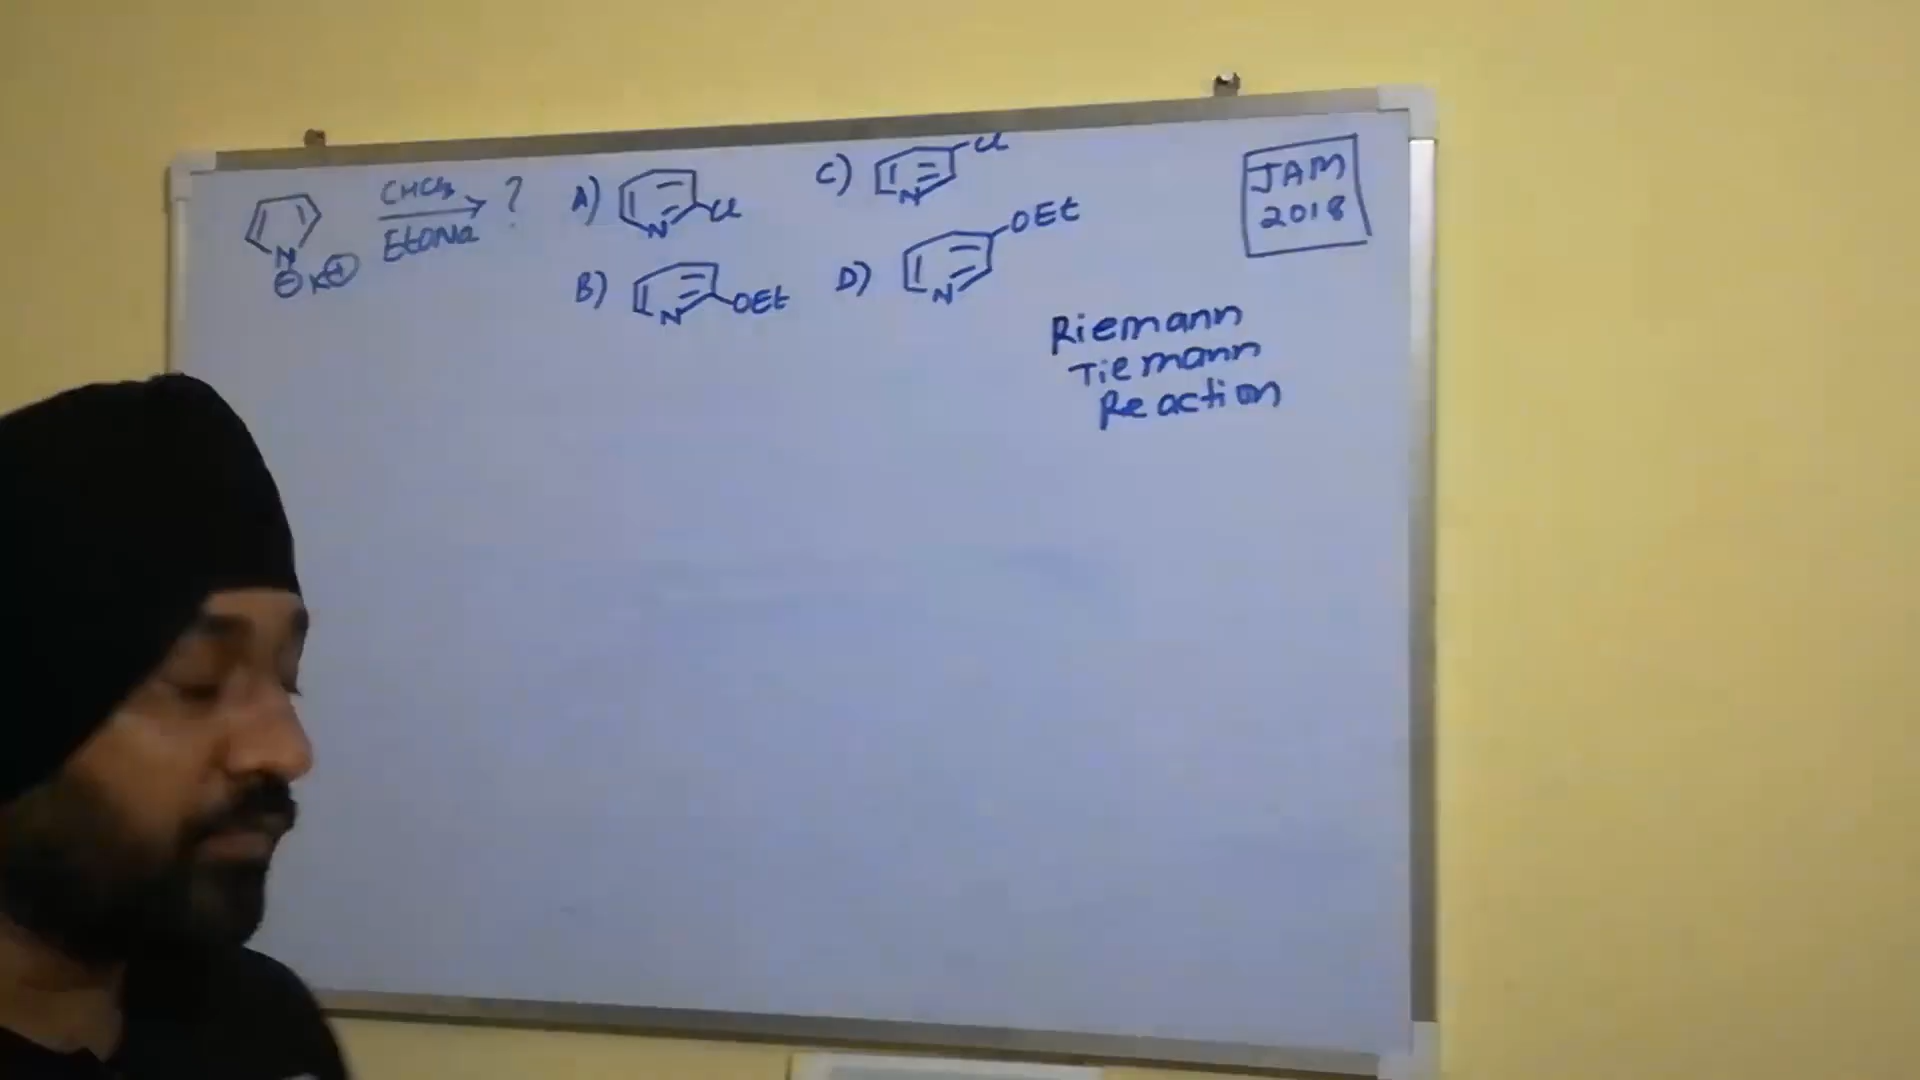 CHCl3
EtONa
?
N
⊖ K⊕
A)
N
Cl
B)
N
OEt
C)
N
Cl
D)
N
OEt
JAM
2018
Riemann
Tiemann
Reaction